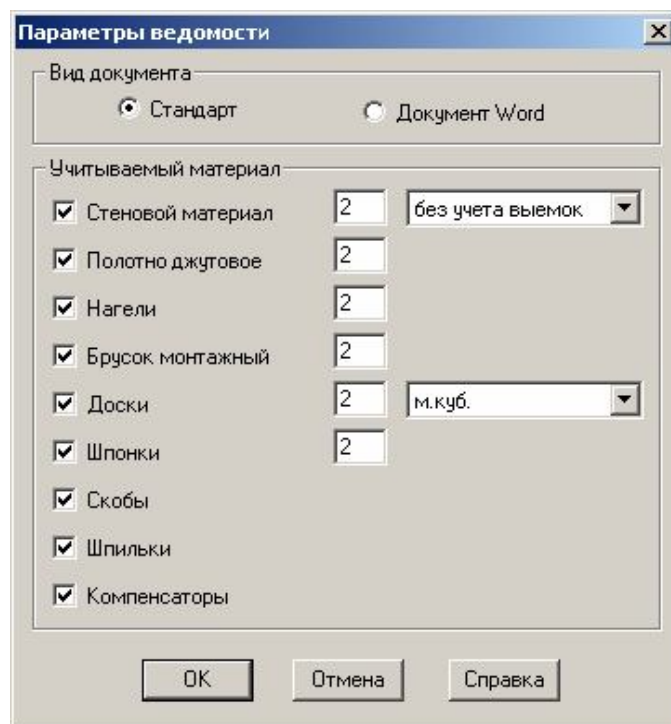 Параметры ведомости
Вид документа
Стандарт Документ Word
Учитываемый материал
Стеновой материал 2 без учета выемок
Полотно джутовое 2
Нагели 2
Брусок монтажный 2
Доски 2 м.куб.
Шпонки 2
Скобы
Шпильки
Компенсаторы
OK Отмена Справка